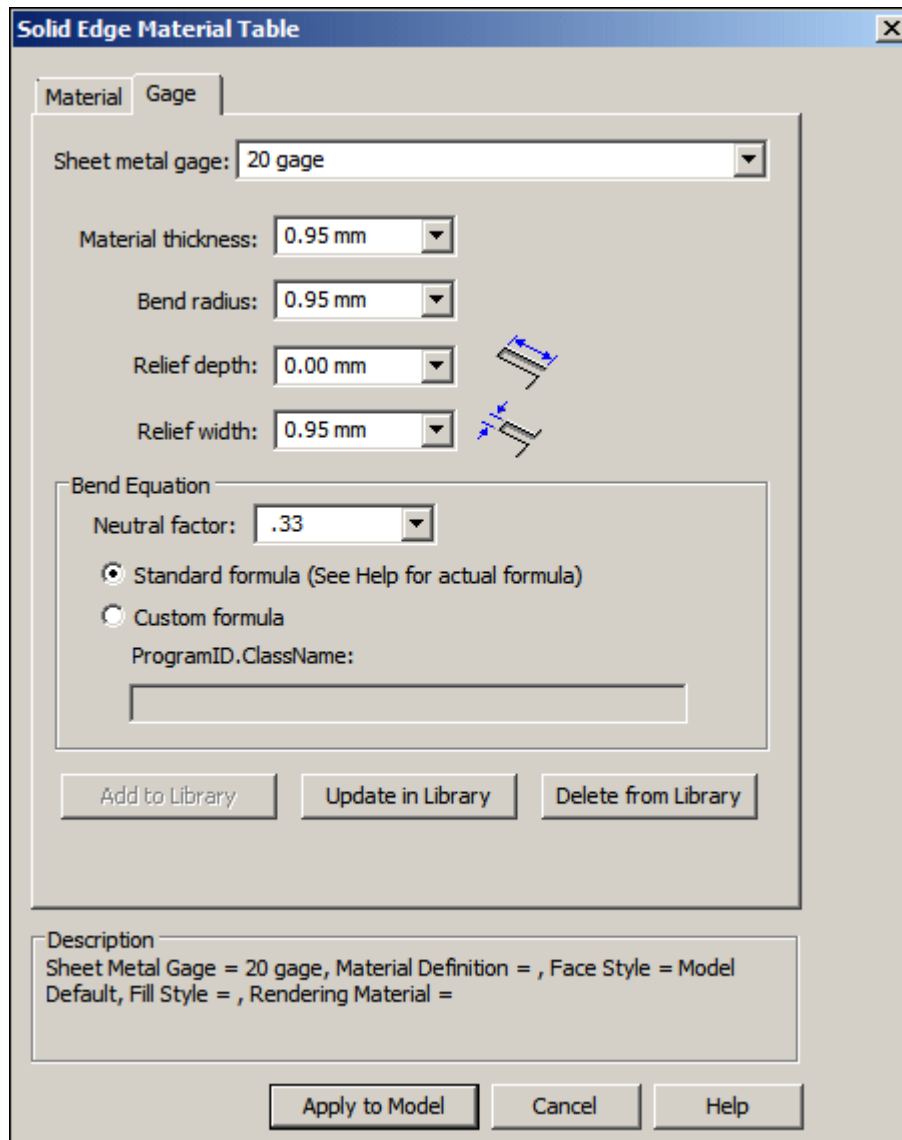 Solid Edge Material Table
Material
Gage
Sheet metal gage: 20 gage
Material thickness: 0.95 mm
Bend radius: 0.95 mm
Relief depth: 0.00 mm
Relief width: 0.95 mm
Bend Equation
Neutral factor: .33
Standard formula (See Help for actual formula)
Custom formula
ProgramID.ClassName:
Add to Library
Update in Library
Delete from Library
Description
Sheet Metal Gage = 20 gage, Material Definition = , Face Style = Model
Default, Fill Style = , Rendering Material =
Apply to Model
Cancel
Help